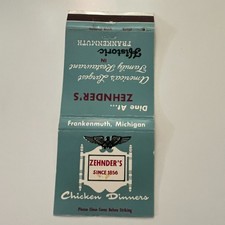 Dine At...
ZEHNDER'S
America's Largest
Family Restaurant
IN
Historic
FRANKENMUTH
Frankenmuth, Michigan
ZEHNDER'S
SINCE 1856
Chicken Dinners
Please Close Cover Before Striking